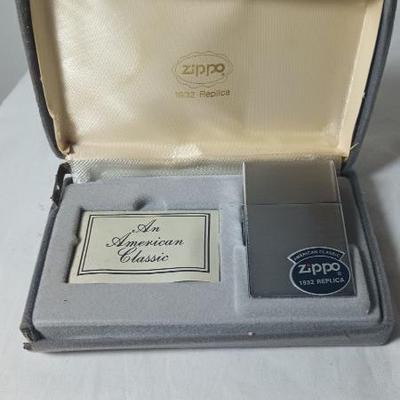 zippo
1932 Replica
An
American
Classic
AMERICAN CLASSIC
zippo
1932 REPLICA